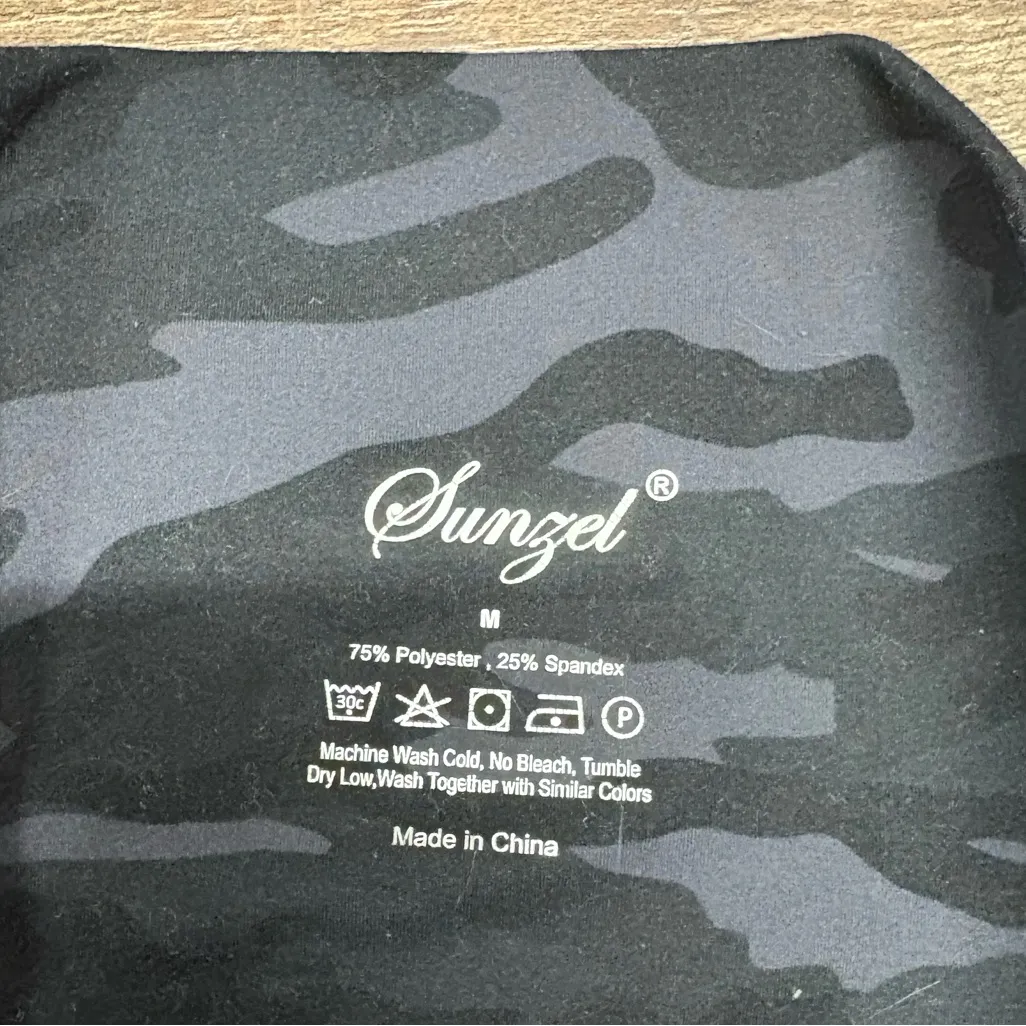 Sunzel®
M
75% Polyester , 25% Spandex
30c P
Machine Wash Cold, No Bleach, Tumble
Dry Low,Wash Together with Similar Colors
Made in China